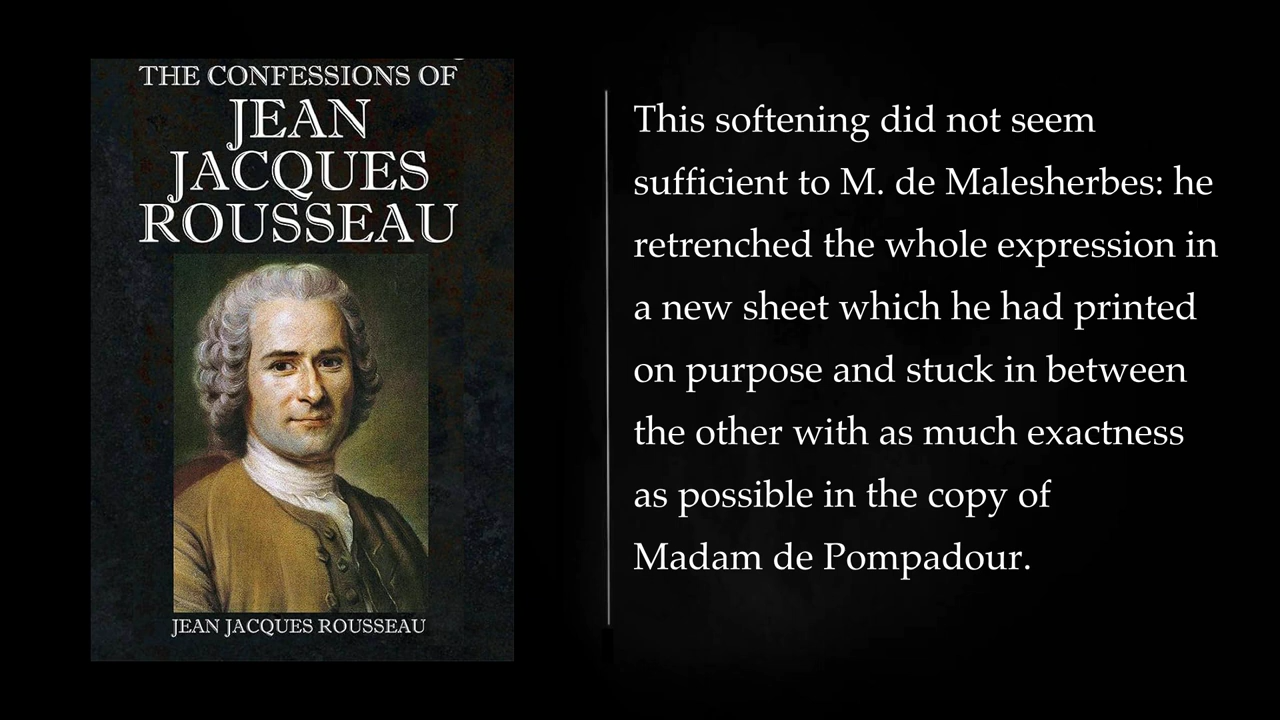 THE CONFESSIONS OF
JEAN
JACQUES
ROUSSEAU
JEAN JACQUES ROUSSEAU
This softening did not seem
sufficient to M. de Malesherbes: he
retrenched the whole expression in
a new sheet which he had printed
on purpose and stuck in between
the other with as much exactness
as possible in the copy of
Madam de Pompadour.